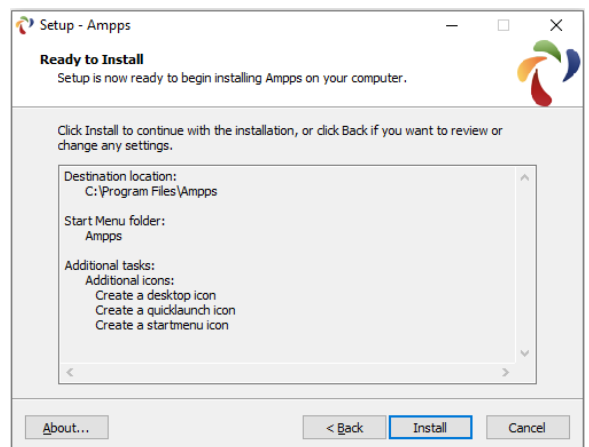 Setup - Ampps
Ready to Install
Setup is now ready to begin installing Ampps on your computer.
Click Install to continue with the installation, or click Back if you want to review or
change any settings.
Destination location:
C:\Program Files\Ampps
Start Menu folder:
Ampps
Additional tasks:
Additional icons:
Create a desktop icon
Create a quicklaunch icon
Create a startmenu icon
About...
< Back
Install
Cancel